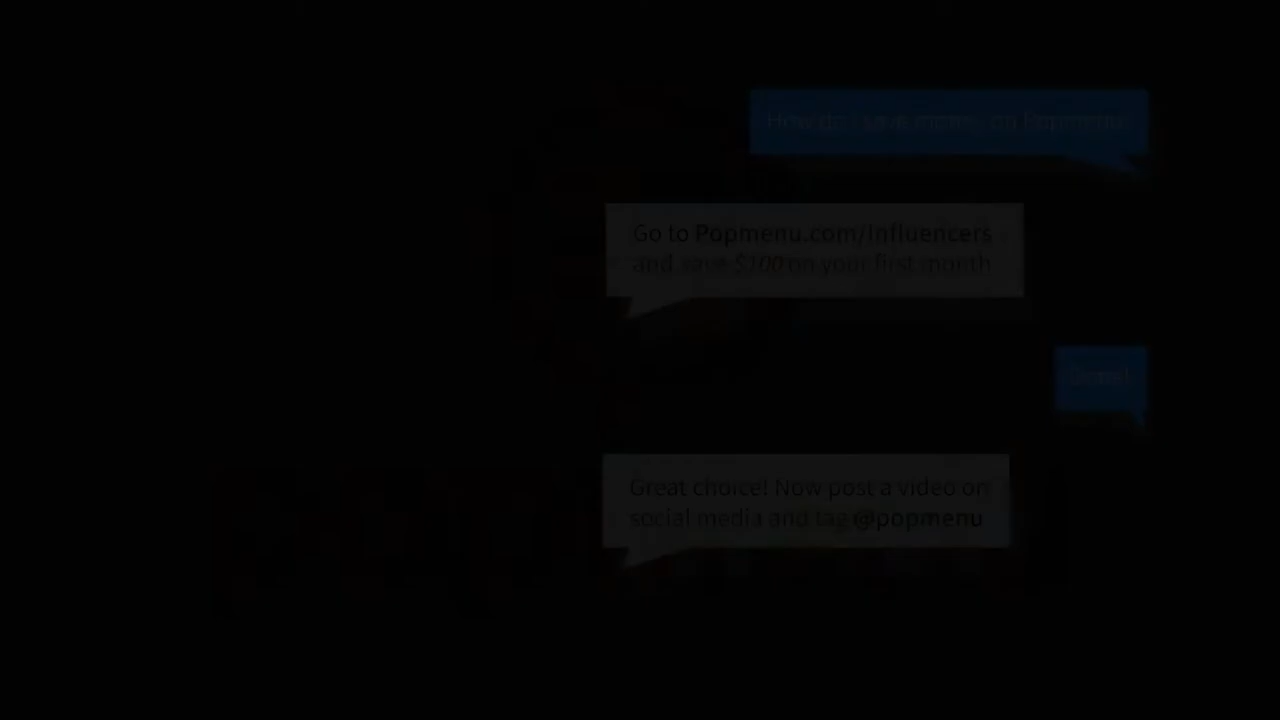 How do I save money on Popmenu
Go to Popmenu.com/Influencers
and save $100 on your first month
Done!
Great choice! Now post a video on
social media and tag @popmenu